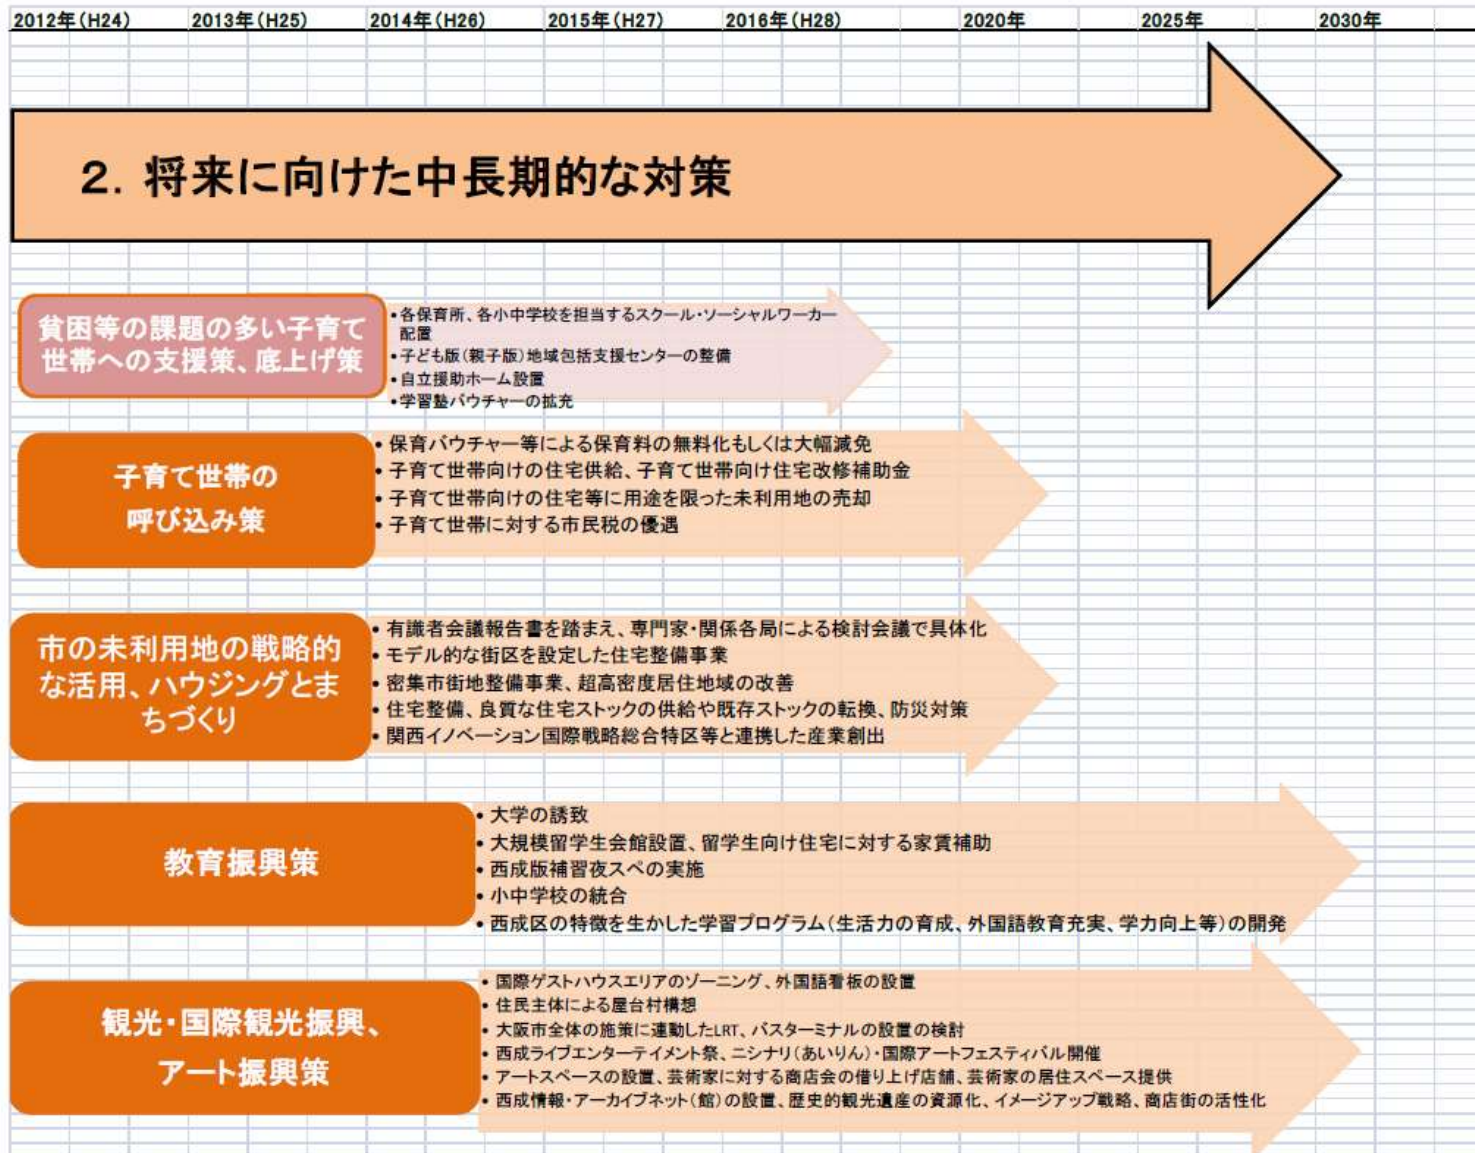 2012年(H24) 2013年(H25) 2014年(H26) 2015年(H27) 2016年(H28) 2020年 2025年 2030年
2．将来に向けた中長期的な対策
貧困等の課題の多い子育て
世帯への支援策、底上げ策
•各保育所、各小中学校を担当するスクール・ソーシャルワーカー
配置
•子ども版(親子版)地域包括支援センターの整備
•自立援助ホーム設置
•学習塾バウチャーの拡充
子育て世帯の
呼び込み策
• 保育バウチャー等による保育料の無料化もしくは大幅減免
• 子育て世帯向けの住宅供給、子育て世帯向け住宅改修補助金
• 子育て世帯向けの住宅等に用途を限った未利用地の売却
• 子育て世帯に対する市民税の優遇
市の未利用地の戦略的
な活用、ハウジングとま
ちづくり
• 有識者会議報告書を踏まえ、専門家・関係各局による検討会議で具体化
• モデル的な街区を設定した住宅整備事業
• 密集市街地整備事業、超高密度居住地域の改善
• 住宅整備、良質な住宅ストックの供給や既存ストックの転換、防災対策
• 関西イノベーション国際戦略総合特区等と連携した産業創出
教育振興策
• 大学の誘致
• 大規模留学生会館設置、留学生向け住宅に対する家賃補助
• 西成版補習夜スペの実施
• 小中学校の統合
• 西成区の特徴を生かした学習プログラム(生活力の育成、外国語教育充実、学力向上等)の開発
観光・国際観光振興、
アート振興策
• 国際ゲストハウスエリアのゾーニング、外国語看板の設置
• 住民主体による屋台村構想
• 大阪市全体の施策に連動したLRT、バスターミナルの設置の検討
• 西成ライブエンターテイメント祭、ニシナリ(あいりん)・国際アートフェスティバル開催
• アートスペースの設置、芸術家に対する商店会の借り上げ店舗、芸術家の居住スペース提供
• 西成情報・アーカイブネット(館)の設置、歴史的観光遺産の資源化、イメージアップ戦略、商店街の活性化